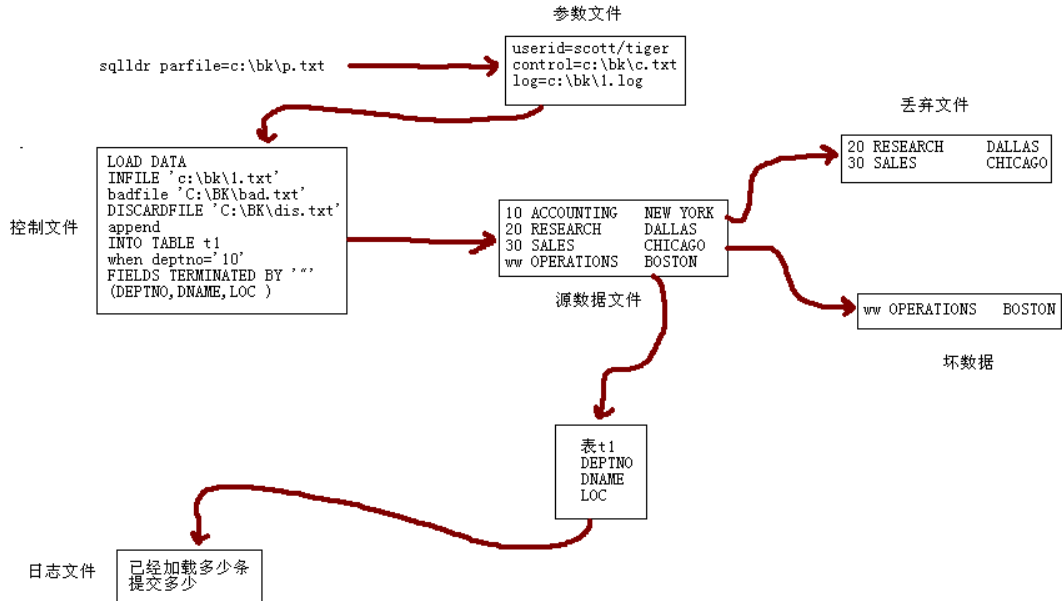 参数文件
sqlldr parfile=c:\bk\p.txt
userid=scott/tiger
control=c:\bk\c.txt
log=c:\bk\1.log
丢弃文件
20 RESEARCH DALLAS
30 SALES CHICAGO
控制文件
LOAD DATA
INFILE 'c:\bk\1.txt'
badfile 'C:\BK\bad.txt'
DISCARDFILE 'C:\BK\dis.txt'
append
INTO TABLE t1
when deptno='10'
FIELDS TERMINATED BY '~'
(DEPTNO,DNAME,LOC )
10 ACCOUNTING NEW YORK
20 RESEARCH DALLAS
30 SALES CHICAGO
ww OPERATIONS BOSTON
源数据文件
ww OPERATIONS BOSTON
坏数据
表t1
DEPTNO
DNAME
LOC
日志文件
已经加载多少条
提交多少